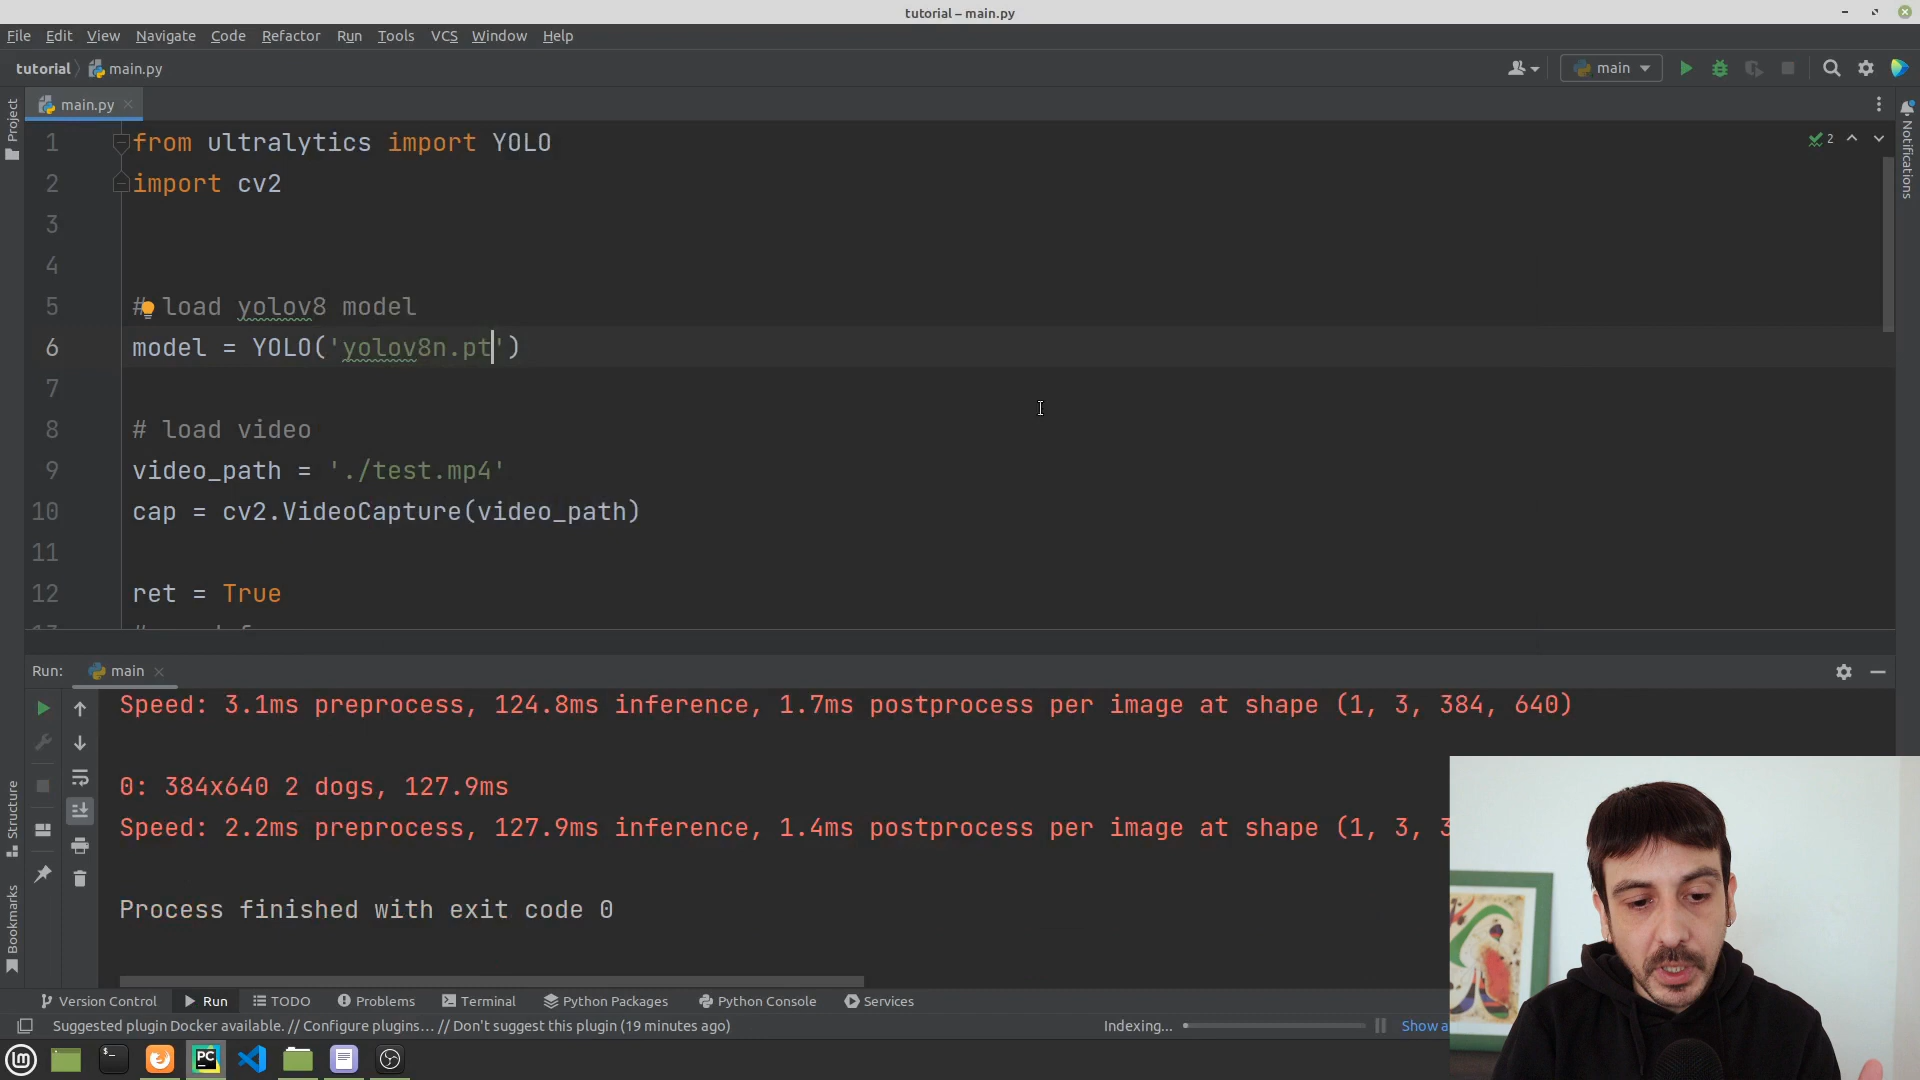 tutorial – main.py
File Edit View Navigate Code Refactor Run Tools VCS Window Help
tutorial main.py main
main.py
Project
Notifications
1 from ultralytics import YOLO 2
2 import cv2
3
4
5 # load yolov8 model
6 model = YOLO('yolov8n.pt')
7
8 # load video
9 video_path = './test.mp4'
10 cap = cv2.VideoCapture(video_path)
11
12 ret = True
Run: main
Speed: 3.1ms preprocess, 124.8ms inference, 1.7ms postprocess per image at shape (1, 3, 384, 640)
0: 384x640 2 dogs, 127.9ms
Speed: 2.2ms preprocess, 127.9ms inference, 1.4ms postprocess per image at shape (1, 3, 3
Process finished with exit code 0
Structure
Bookmarks
Version Control Run TODO Problems Terminal Python Packages Python Console Services
Suggested plugin Docker available. // Configure plugins... // Don't suggest this plugin (19 minutes ago) Indexing... Show a
PC